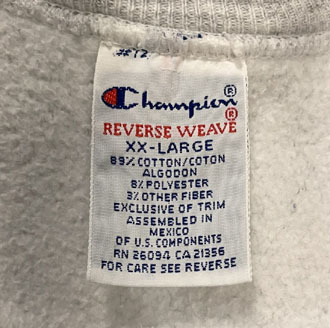 #72
Champion®
REVERSE WEAVE®
XX-LARGE
89% COTTON/COTON
ALGODON
8% POLYESTER
3% OTHER FIBER
EXCLUSIVE OF TRIM
ASSEMBLED IN
MEXICO
OF U.S. COMPONENTS
RN 26094 CA 21356
FOR CARE SEE REVERSE